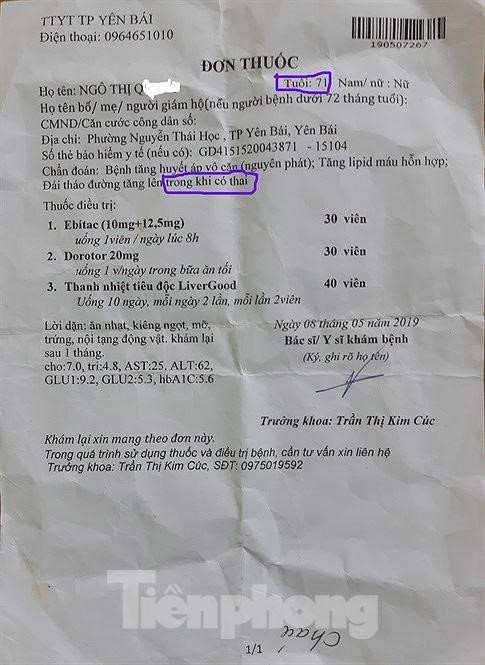 TTYT TP YÊN BÁI
Điện thoại: 0964651010
190507267
ĐƠN THUỐC
Họ tên: NGÔ THỊ Q Tuổi: 71 Nam/ nữ : Nữ
Họ tên bố/ mẹ/ người giám hộ(nếu người bệnh dưới 72 tháng tuổi):
CMND/Căn cước công dân số:
Địa chỉ: Phường Nguyễn Thái Học , TP Yên Bái, Yên Bái
Số thẻ bảo hiểm y tế (nếu có): GD4151520043871 - 15104
Chẩn đoán: Bệnh tăng huyết áp vô căn (nguyên phát); Tăng lipid máu hỗn hợp;
Đái tháo đường tăng lên trong khi có thai
Thuốc điều trị:
1. Ebitac (10mg+12,5mg) 30 viên
uống 1viên / ngày lúc 8h
2. Dorotor 20mg 30 viên
uống 1 v/ngày trong bữa ăn tối
3. Thanh nhiệt tiêu độc LiverGood 40 viên
Uống 10 ngày, mỗi ngày 2 lần, mỗi lần 2viên
Lời dặn: ăn nhạt, kiêng ngọt, mỡ,
trứng, nội tạng động vật. khám lại
sau 1 tháng.
cho:7.0, tri:4.8, AST:25, ALT:62,
GLU1:9.2, GLU2:5.3, hbA1C:5.6
Ngày 08 tháng 05 năm 2019
Bác sĩ/ Y sĩ khám bệnh
(Ký, ghi rõ họ tên)
Trưởng khoa: Trần Thị Kim Cúc
Khám lại xin mang theo đơn này.
Trong quá trình sử dụng thuốc và điều trị bệnh, cần tư vấn xin liên hệ
Trưởng khoa: Trần Thị Kim Cúc, SĐT: 0975019592
Tiền phong
1/1